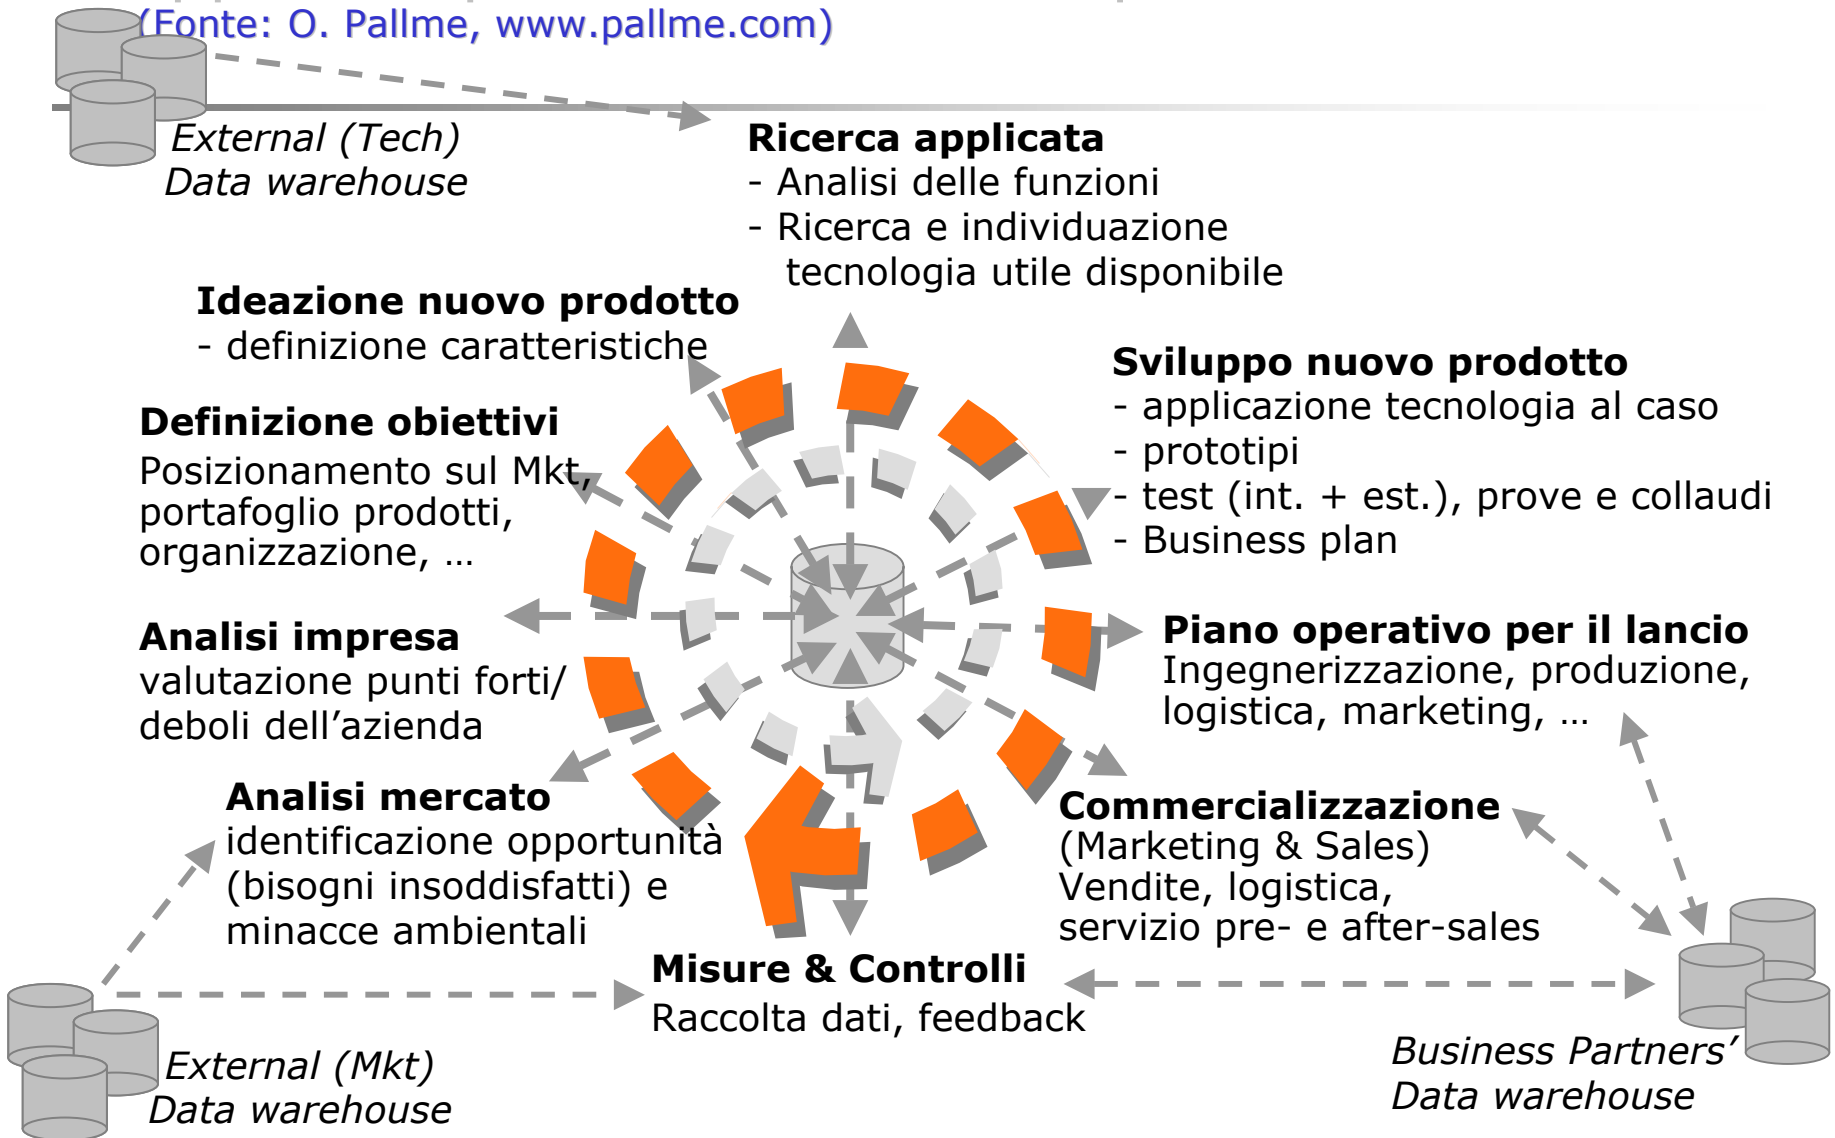 (Fonte: O. Pallme, www.pallme.com)
External (Tech)
Data warehouse
Ricerca applicata
- Analisi delle funzioni
- Ricerca e individuazione
tecnologia utile disponibile
Ideazione nuovo prodotto
- definizione caratteristiche
Sviluppo nuovo prodotto
- applicazione tecnologia al caso
- prototipi
- test (int. + est.), prove e collaudi
- Business plan
Definizione obiettivi
Posizionamento sul Mkt,
portafoglio prodotti,
organizzazione, …
Analisi impresa
valutazione punti forti/
deboli dell’azienda
Piano operativo per il lancio
Ingegnerizzazione, produzione,
logistica, marketing, …
Analisi mercato
identificazione opportunità
(bisogni insoddisfatti) e
minacce ambientali
Commercializzazione
(Marketing & Sales)
Vendite, logistica,
servizio pre- e after-sales
Misure & Controlli
Raccolta dati, feedback
External (Mkt)
Data warehouse
Business Partners’
Data warehouse